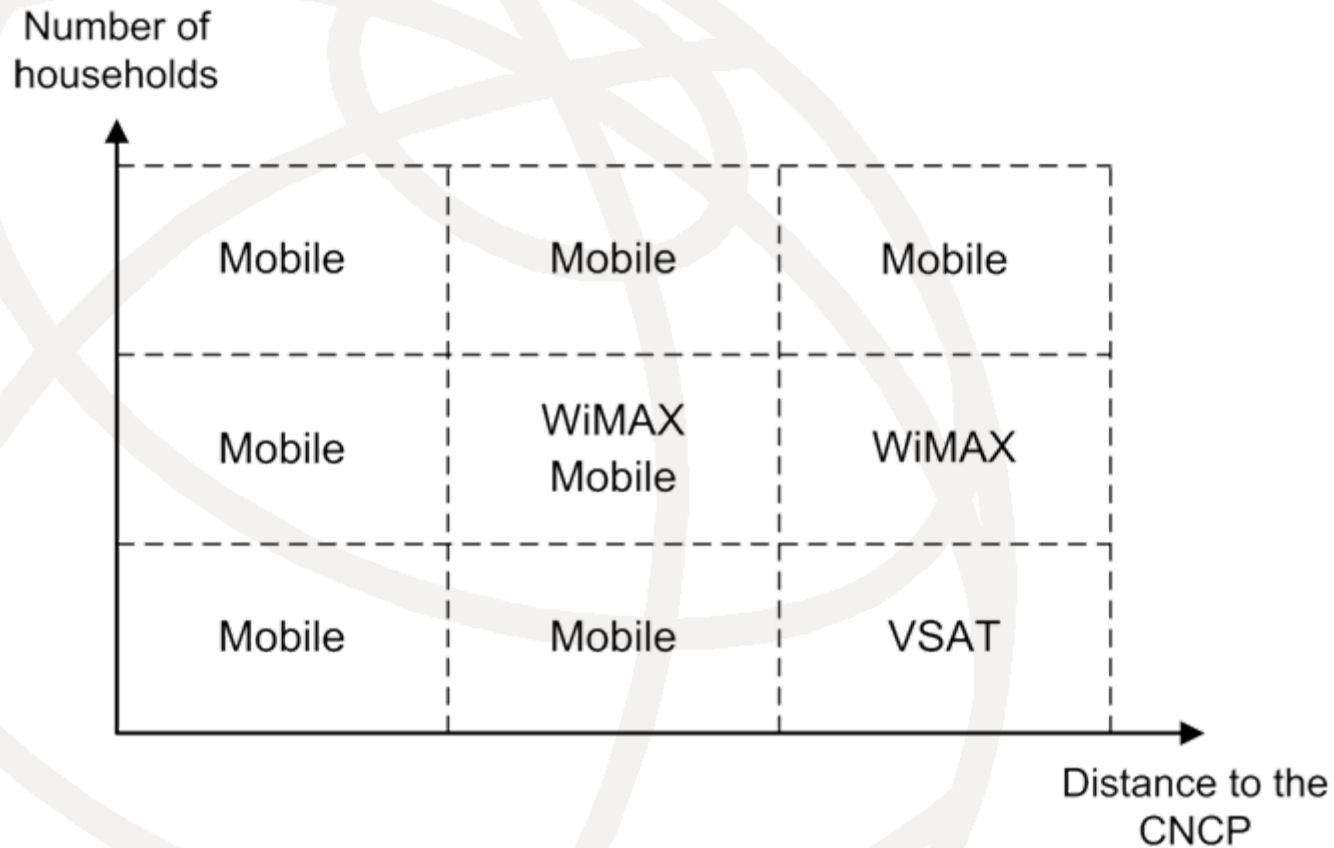 Number of
households
Mobile
Mobile
Mobile
Mobile
WiMAX
Mobile
WiMAX
Mobile
Mobile
VSAT
Distance to the
CNCP